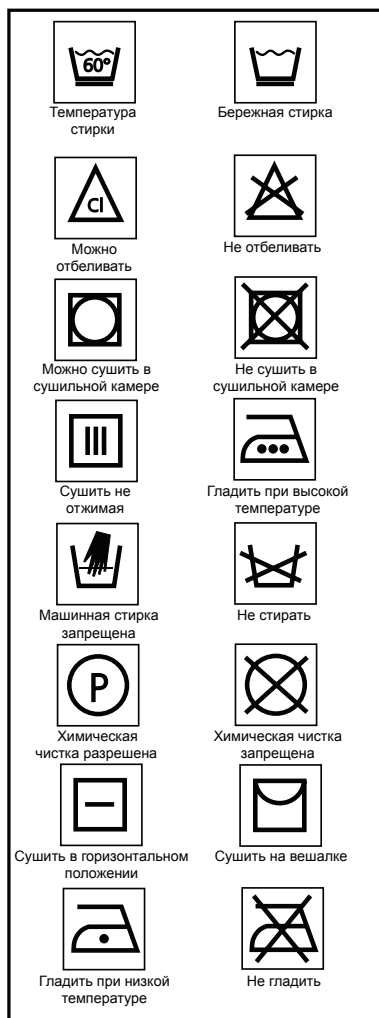 60°
Температура
стирки
Бережная стирка
Cl
Можно
отбеливать
Не отбеливать
Можно сушить в
сушильной камере
Не сушить в
сушильной камере
Сушить не
отжимая
Гладить при высокой
температуре
Машинная стирка
запрещена
Не стирать
P
Химическая
чистка разрешена
Химическая чистка
запрещена
Сушить в горизонтальном
положении
Сушить на вешалке
Гладить при низкой
температуре
Не гладить